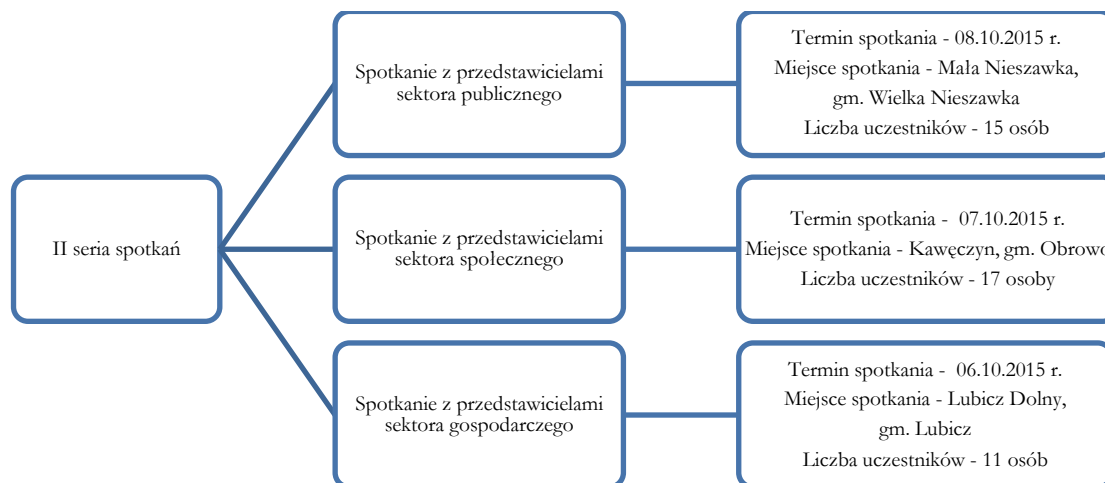 II seria spotkań
Spotkanie z przedstawicielami
sektora publicznego
Termin spotkania - 08.10.2015 r.
Miejsce spotkania - Mała Nieszawka,
gm. Wielka Nieszawka
Liczba uczestników - 15 osób
Spotkanie z przedstawicielami
sektora społecznego
Termin spotkania - 07.10.2015 r.
Miejsce spotkania - Kawęczyn, gm. Obrowo
Liczba uczestników - 17 osoby
Spotkanie z przedstawicielami
sektora gospodarczego
Termin spotkania - 06.10.2015 r.
Miejsce spotkania - Lubicz Dolny,
gm. Lubicz
Liczba uczestników - 11 osób